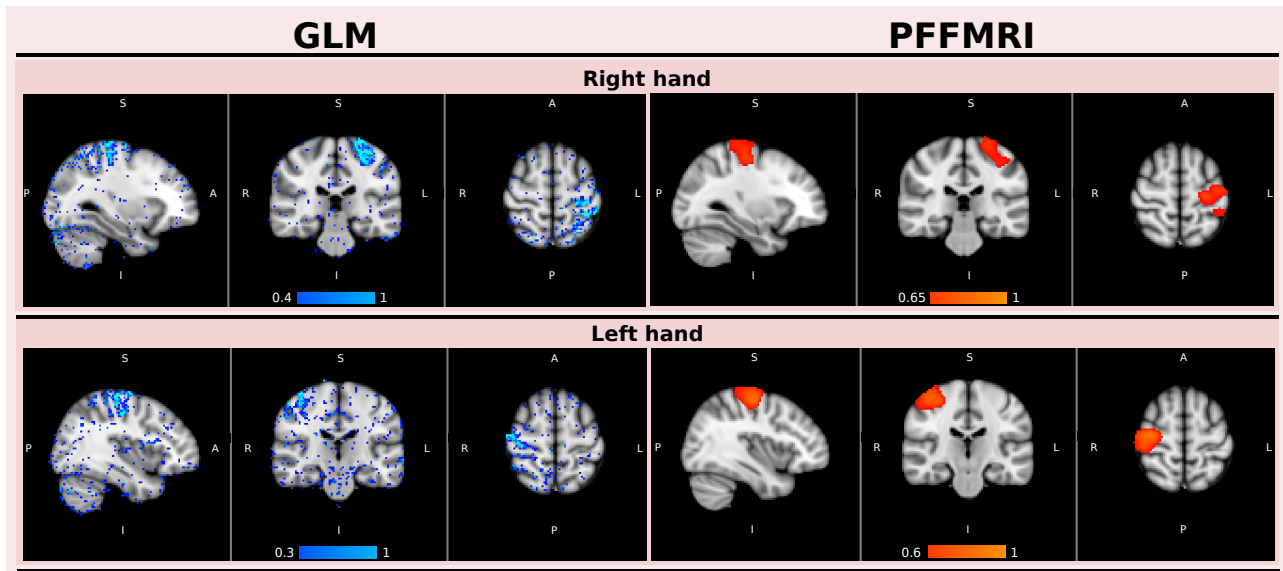 GLM PFFMRI
Right hand
S S A S S A
P A R L R L P A R L R L
I I P I I P
0.4 1 0.65 1
Left hand
S S A S S A
P A R L R L P A R L R L
I I P I I P
0.3 1 0.6 1